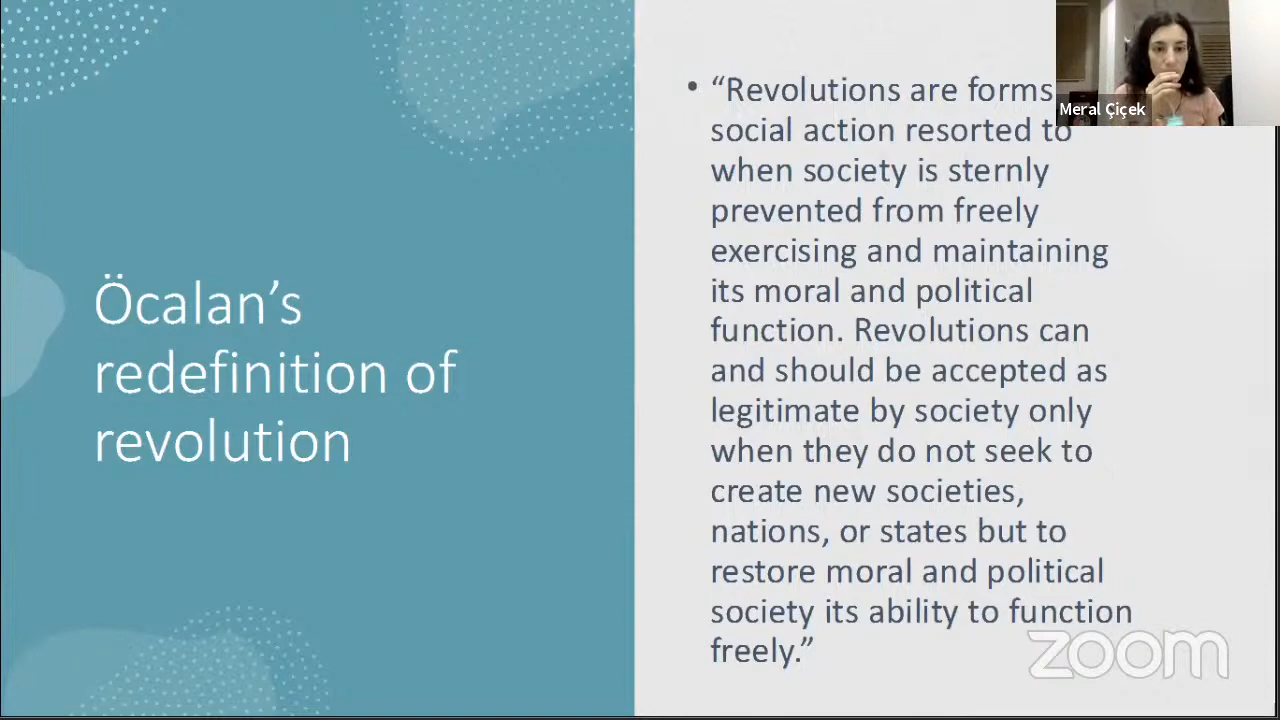 Öcalan’s
redefinition of
revolution
• “Revolutions are forms
social action resorted to
when society is sternly
prevented from freely
exercising and maintaining
its moral and political
function. Revolutions can
and should be accepted as
legitimate by society only
when they do not seek to
create new societies,
nations, or states but to
restore moral and political
society its ability to function
freely.”
Meral Çiçek
zoom